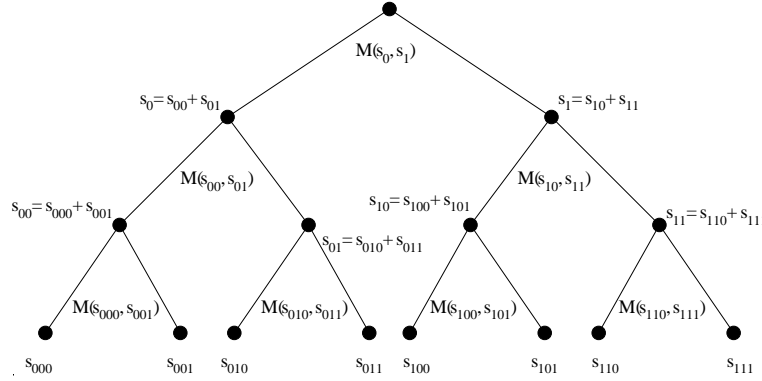 M(s₀, s₁)
s₀ = s₀₀ + s₀₁
s₁ = s₁₀ + s₁₁
M(s₀₀, s₀₁)
M(s₁₀, s₁₁)
s₀₀ = s₀₀₀ + s₀₀₁
s₁₀ = s₁₀₀ + s₁₀₁
s₁₁ = s₁₁₀ + s₁₁
s₀₁ = s₀₁₀ + s₀₁₁
M(s₀₀₀, s₀₀₁)
M(s₀₁₀, s₀₁₁)
M(s₁₀₀, s₁₀₁)
M(s₁₁₀, s₁₁₁)
s₀₀₀ s₀₀₁ s₀₁₀ s₀₁₁ s₁₀₀ s₁₀₁ s₁₁₀ s₁₁₁